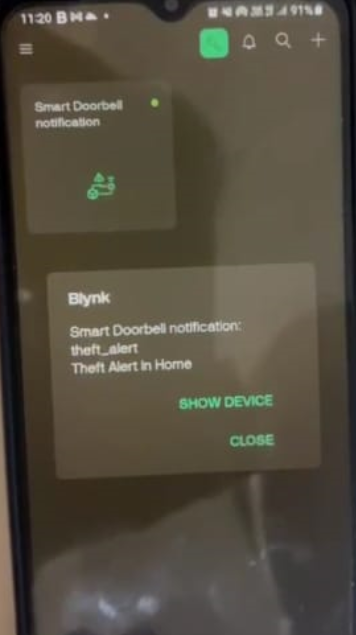 11:20
91%
Smart Doorbell
notification
Blynk
Smart Doorbell notification:
theft_alert
Theft Alert in Home
SHOW DEVICE
CLOSE